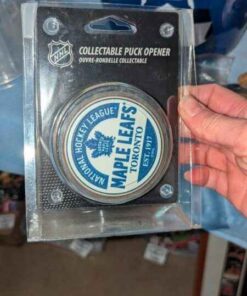 NHL
COLLECTABLE PUCK OPENER
OUVRE-RONDELLE COLLECTABLE
NATIONAL HOCKEY LEAGUE
MAPLE LEAFS
TORONTO
EST. 1917